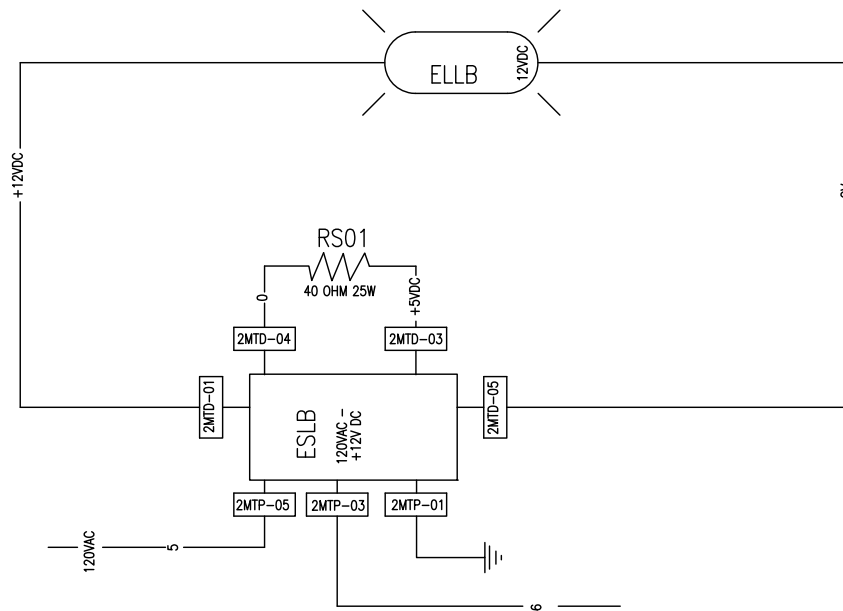 ELLB
12VDC
+12VDC
RS01
40 OHM 25W
0
+5VDC
2MTD-04
2MTD-03
2MTD-01
ESLB
120VAC -
+12V DC
2MTD-05
2MTP-05
2MTP-03
2MTP-01
120VAC
5
6